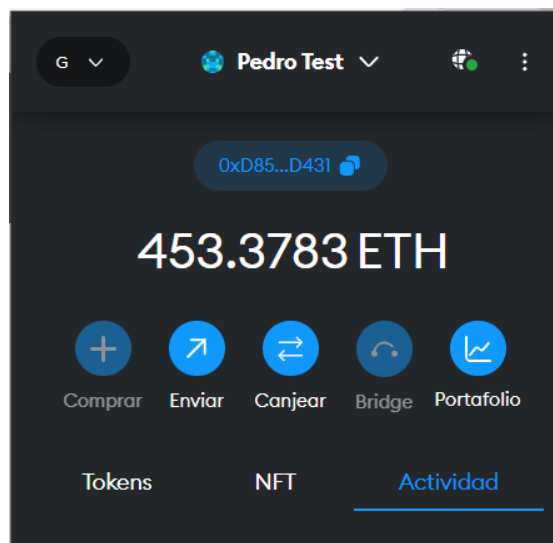 G
Pedro Test
0xD85...D431
453.3783 ETH
Comprar Enviar Canjear Bridge Portafolio
Tokens NFT Actividad